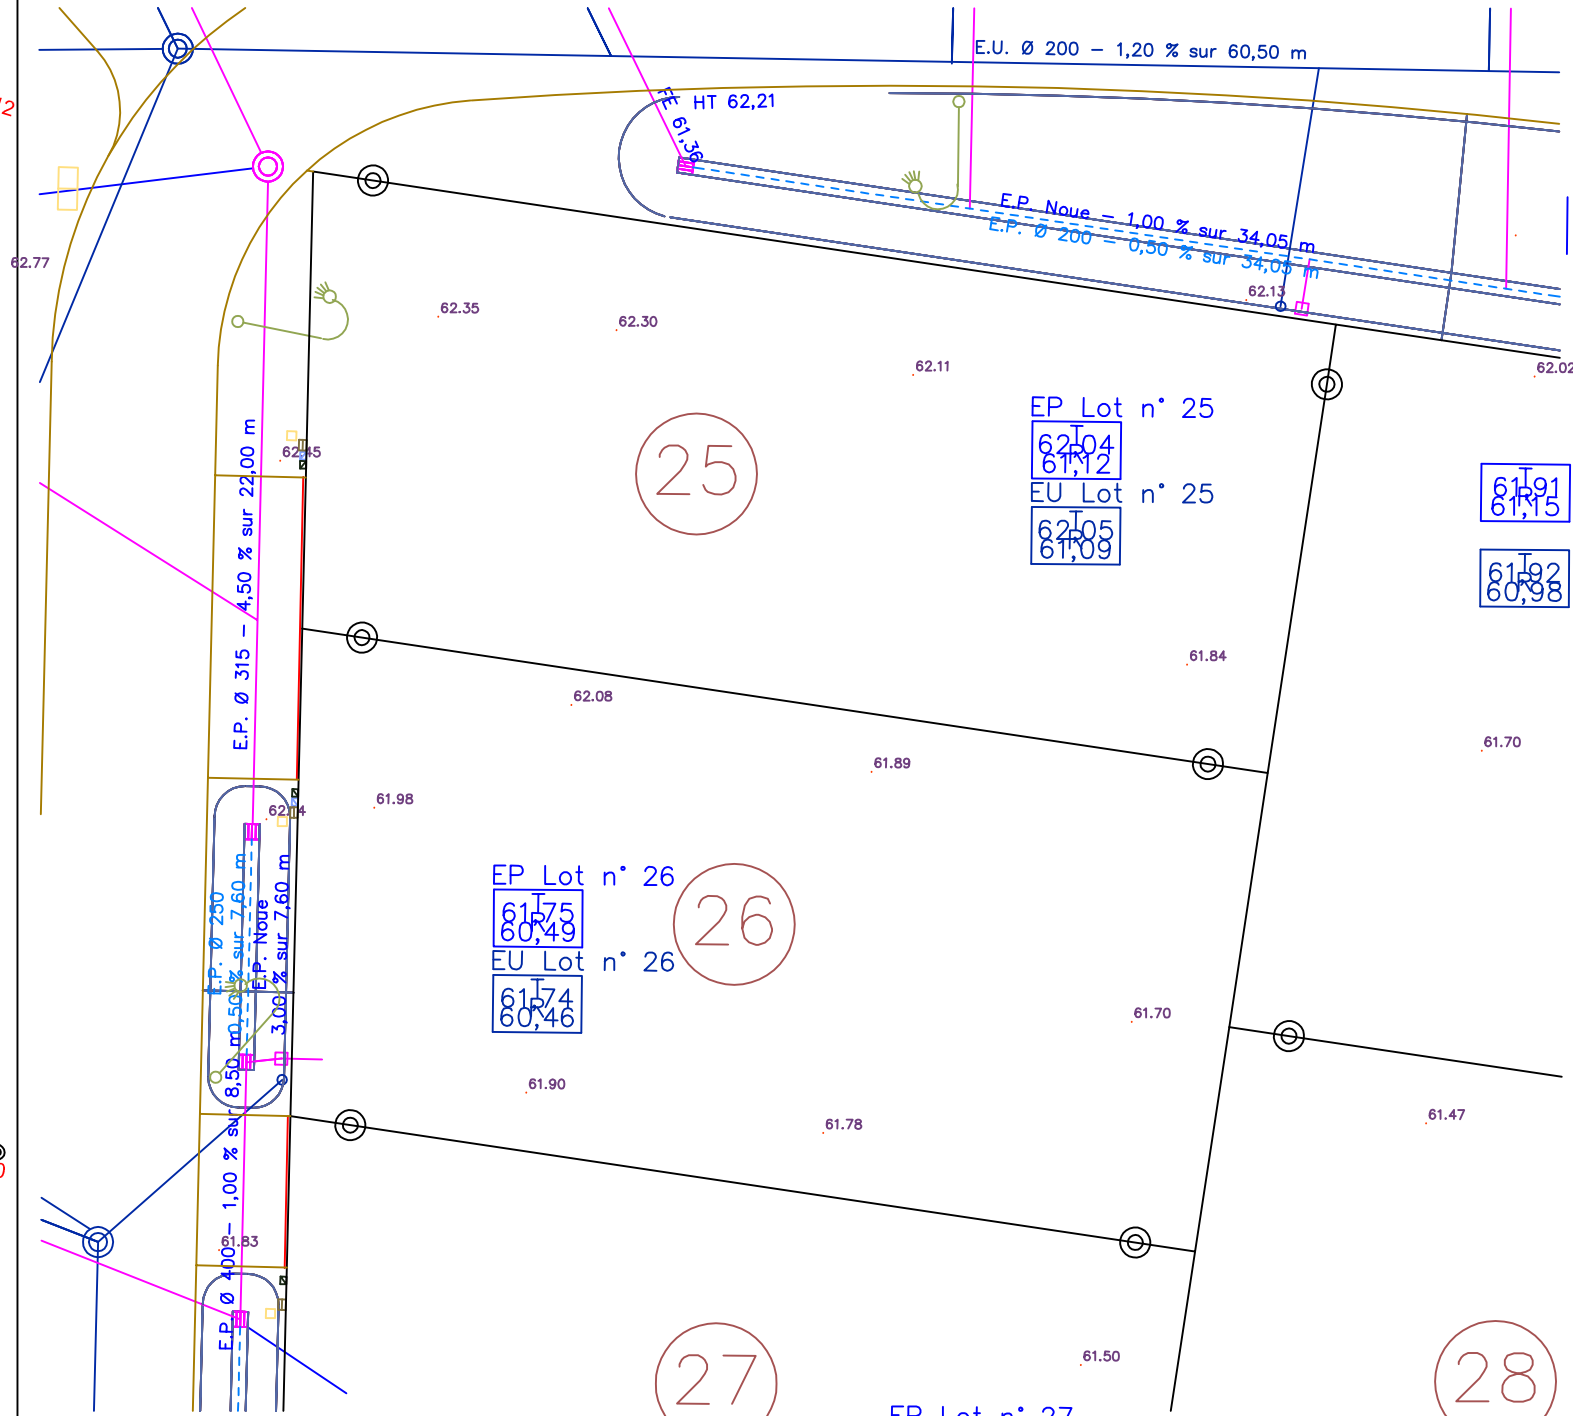 E.U. Ø 200 - 1,20 % sur 60,50 m
FE 61,36
HT 62,21
E.P. Noue - 1,00 % sur 34,05 m
E.P. Ø 200 - 0,50 % sur 34,05 m
62.77
62.35
62.30
62.13
62.11
62.02
EP Lot n° 25
T
62,04
R
61,12
EU Lot n° 25
T
62,05
R
61,09
25
62.45
E.P. Ø 315 - 4,50 % sur 22,00 m
T
61,91
R
61,15
T
61,92
R
60,98
61.84
62.08
61.70
61.89
61.98
EP Lot n° 26
T
61,75
R
60,49
EU Lot n° 26
T
61,74
R
60,46
26
E.P. Ø 250
0,50 % sur 7,60 m
E.P. Noue
3,00 % sur 7,60 m
61.70
61.90
61.78
61.47
E.P. Ø 400 - 1,00 % sur 8,50 m
61.83
61.50
27
28
EP Lot n° 27